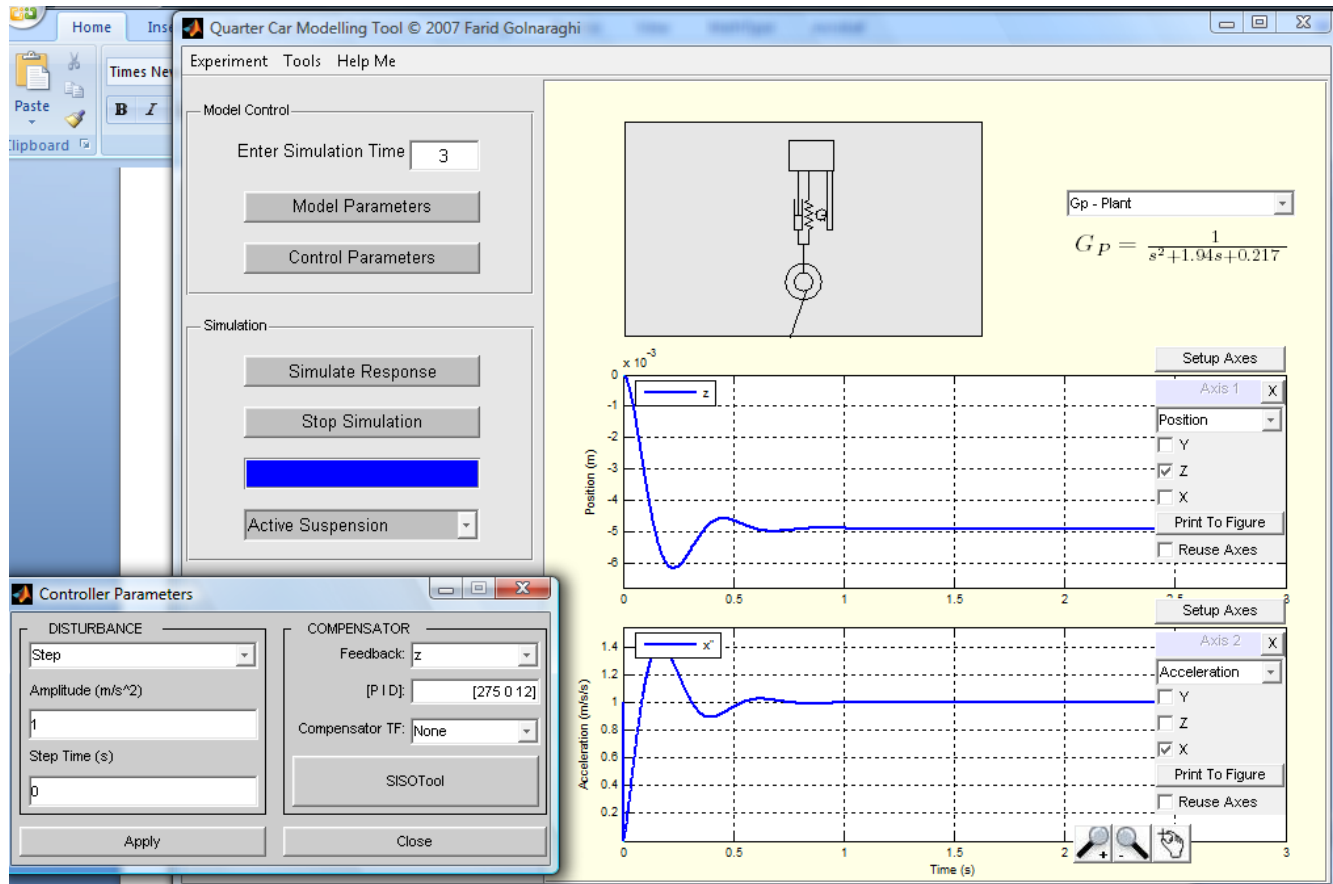 Home
Inse
Quarter Car Modelling Tool © 2007 Farid Golnaraghi
Experiment Tools Help Me
Times Nev
Paste
B I
lipboard
Model Control
Enter Simulation Time 3
Model Parameters
Control Parameters
Simulation
Simulate Response
Stop Simulation
Active Suspension
Gp - Plant
G P = 1 / s²+1.94s+0.217
Setup Axes
x 10^-3
0
-1
-2
-3
-4
-5
-6
Position (m)
z
0 0.5 1 1.5 2 2.5 3
Axis 1 X
Position
Y
Z
X
Print To Figure
Reuse Axes
Setup Axes
1.4
1.2
1
0.8
0.6
0.4
0.2
Acceleration (m/s/s)
x"
0 0.5 1 1.5 2 3
Time (s)
Axis 2 X
Acceleration
Y
Z
X
Print To Figure
Reuse Axes
Controller Parameters
DISTURBANCE
Step
Amplitude (m/s^2)
1
Step Time (s)
0
Apply
COMPENSATOR
Feedback: z
[P I D]: [275 0 12]
Compensator TF: None
SISOTool
Close